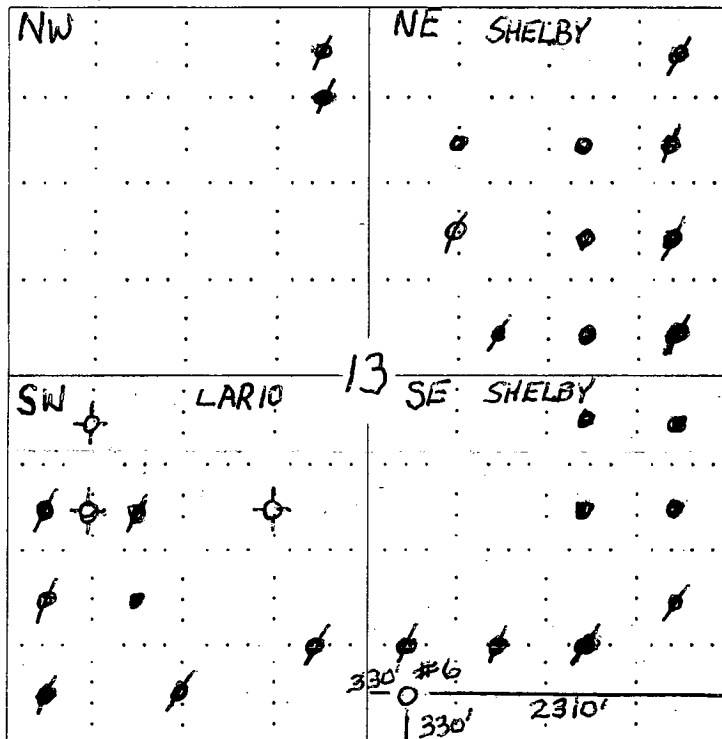 NW
NE SHELBY
13
SW LARIO
SE SHELBY
330' #6
330'
2310'